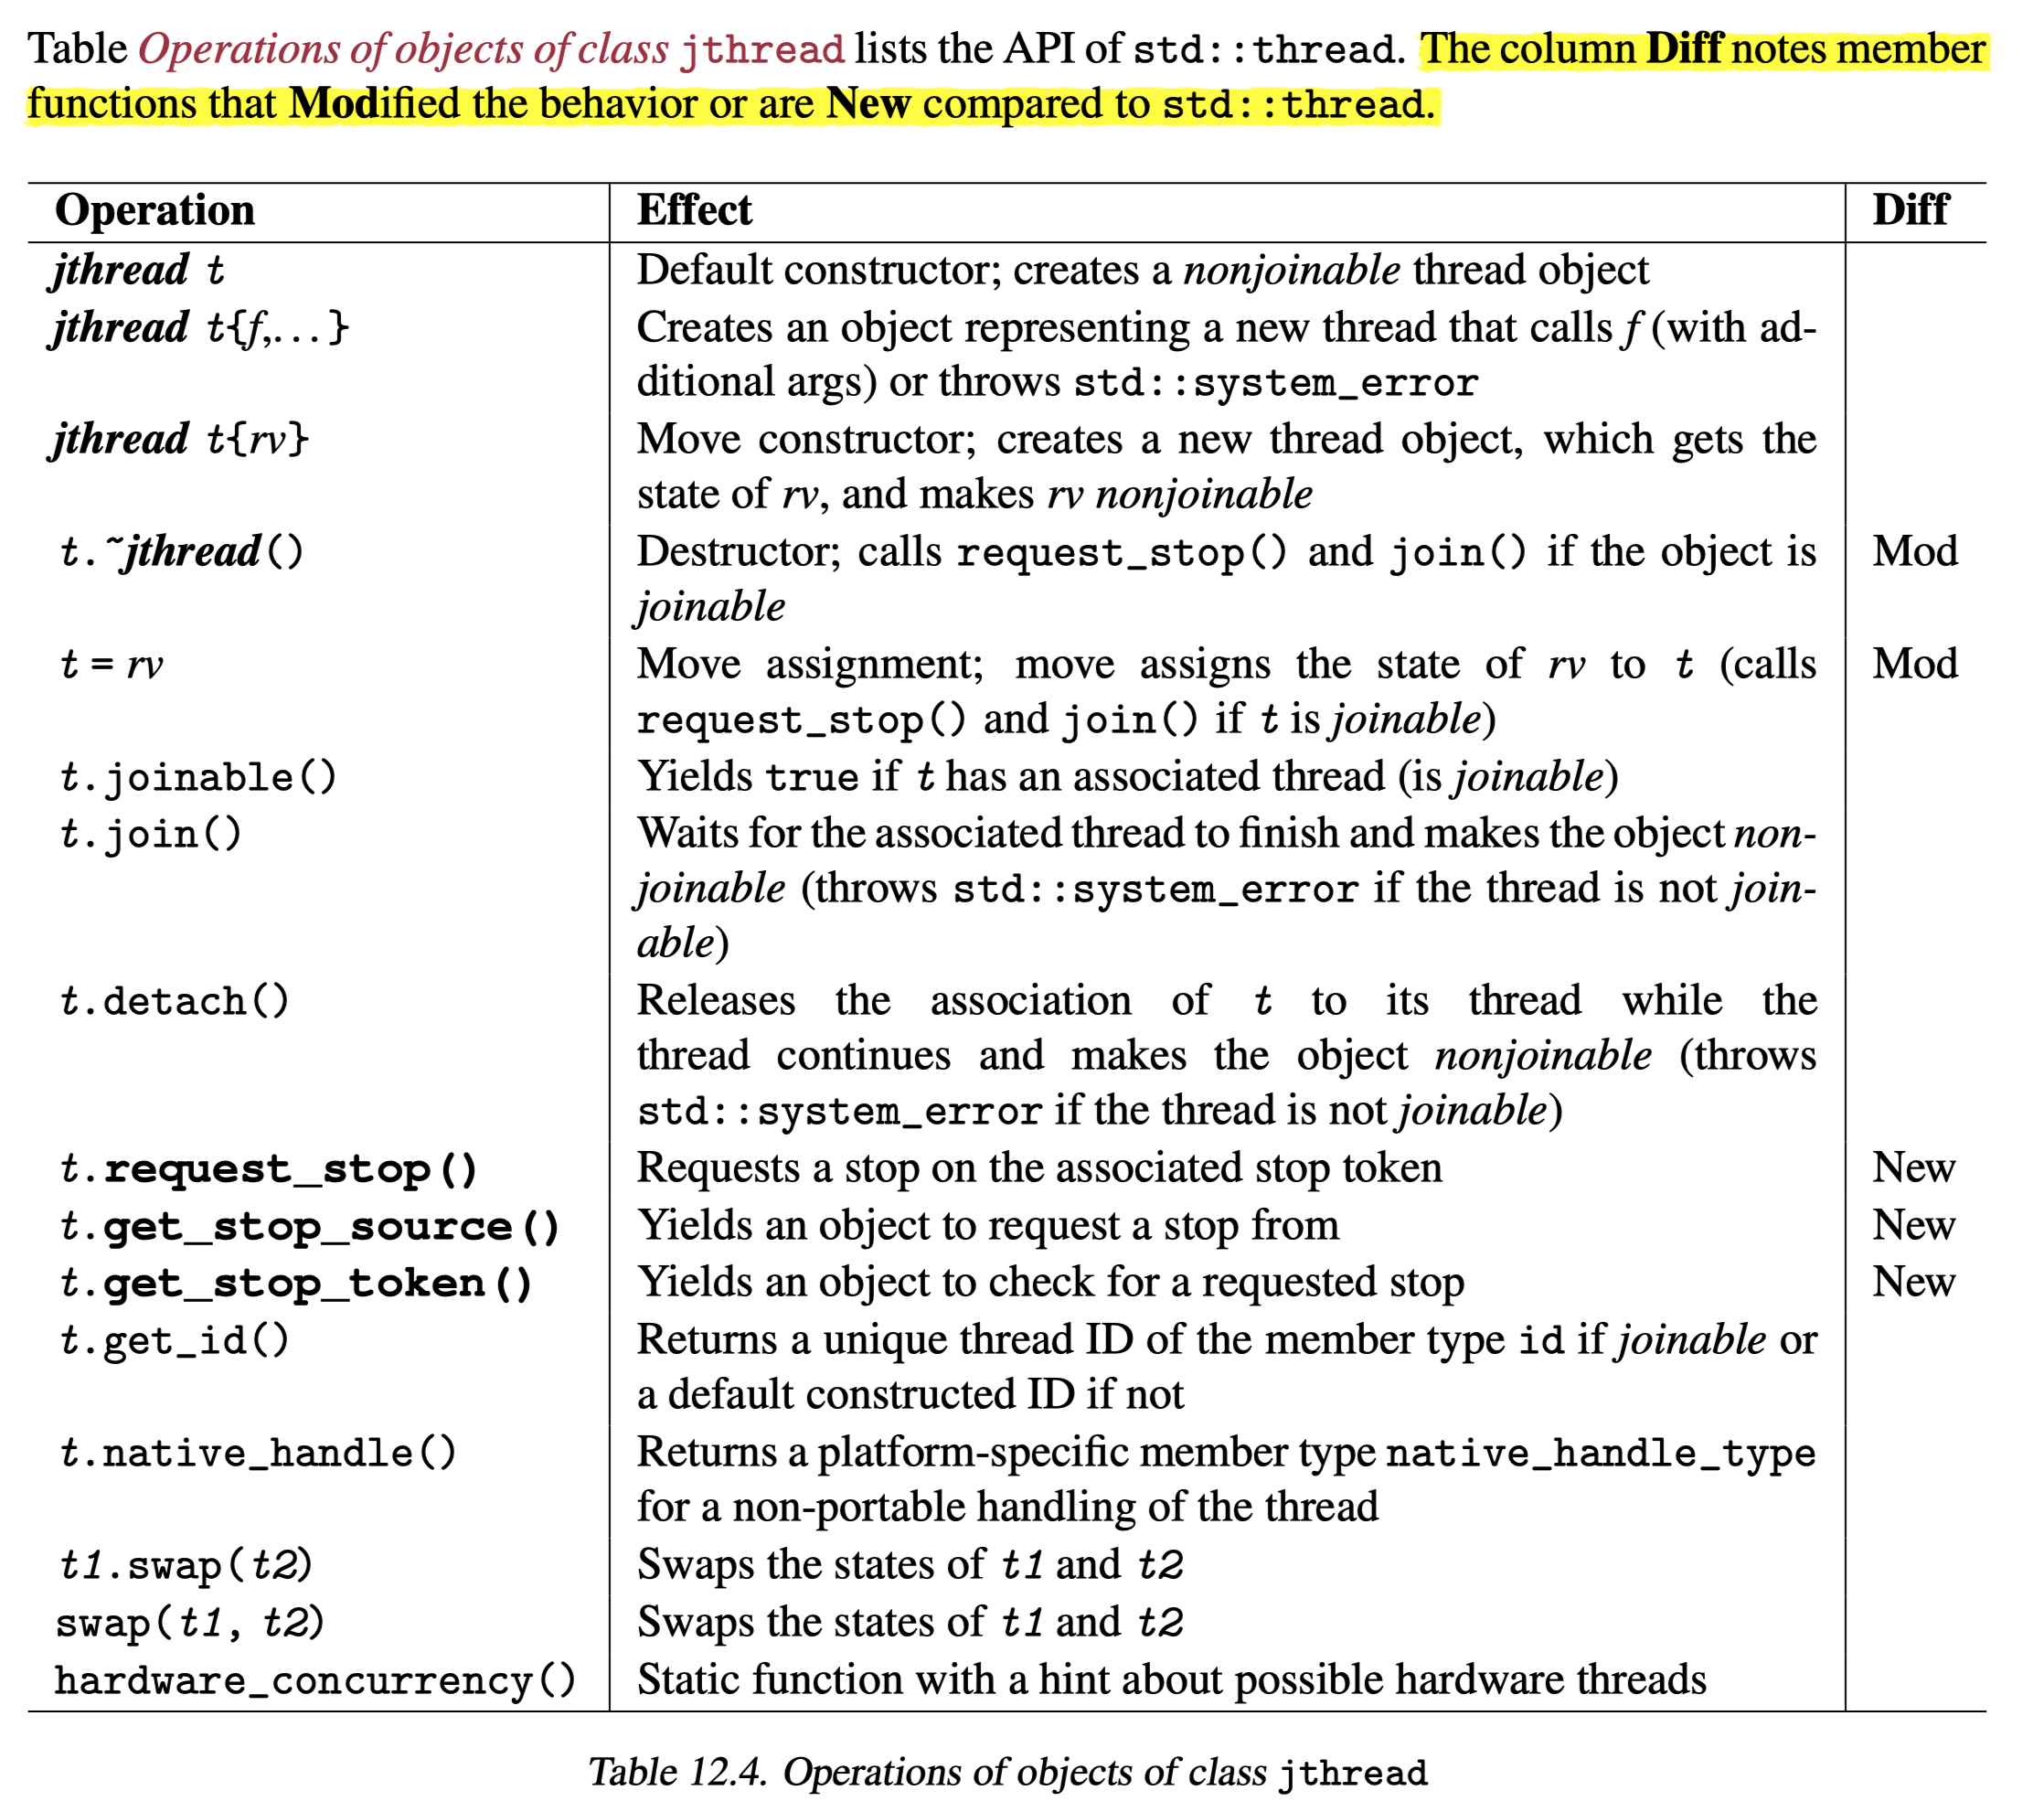 Table Operations of objects of class jthread lists the API of std::thread. The column Diff notes member
functions that Modified the behavior or are New compared to std::thread.
Operation Effect Diff
jthread t Default constructor; creates a nonjoinable thread object
jthread t{f,...} Creates an object representing a new thread that calls f (with ad-
ditional args) or throws std::system_error
jthread t{rv} Move constructor; creates a new thread object, which gets the
state of rv, and makes rv nonjoinable
t.~jthread() Destructor; calls request_stop() and join() if the object is Mod
joinable
t = rv Move assignment; move assigns the state of rv to t (calls Mod
request_stop() and join() if t is joinable)
t.joinable() Yields true if t has an associated thread (is joinable)
t.join() Waits for the associated thread to finish and makes the object non-
joinable (throws std::system_error if the thread is not join-
able)
t.detach() Releases the association of t to its thread while the
thread continues and makes the object nonjoinable (throws
std::system_error if the thread is not joinable)
t.request_stop() Requests a stop on the associated stop token New
t.get_stop_source() Yields an object to request a stop from New
t.get_stop_token() Yields an object to check for a requested stop New
t.get_id() Returns a unique thread ID of the member type id if joinable or
a default constructed ID if not
t.native_handle() Returns a platform-specific member type native_handle_type
for a non-portable handling of the thread
t1.swap(t2) Swaps the states of t1 and t2
swap(t1, t2) Swaps the states of t1 and t2
hardware_concurrency() Static function with a hint about possible hardware threads
Table 12.4. Operations of objects of class jthread